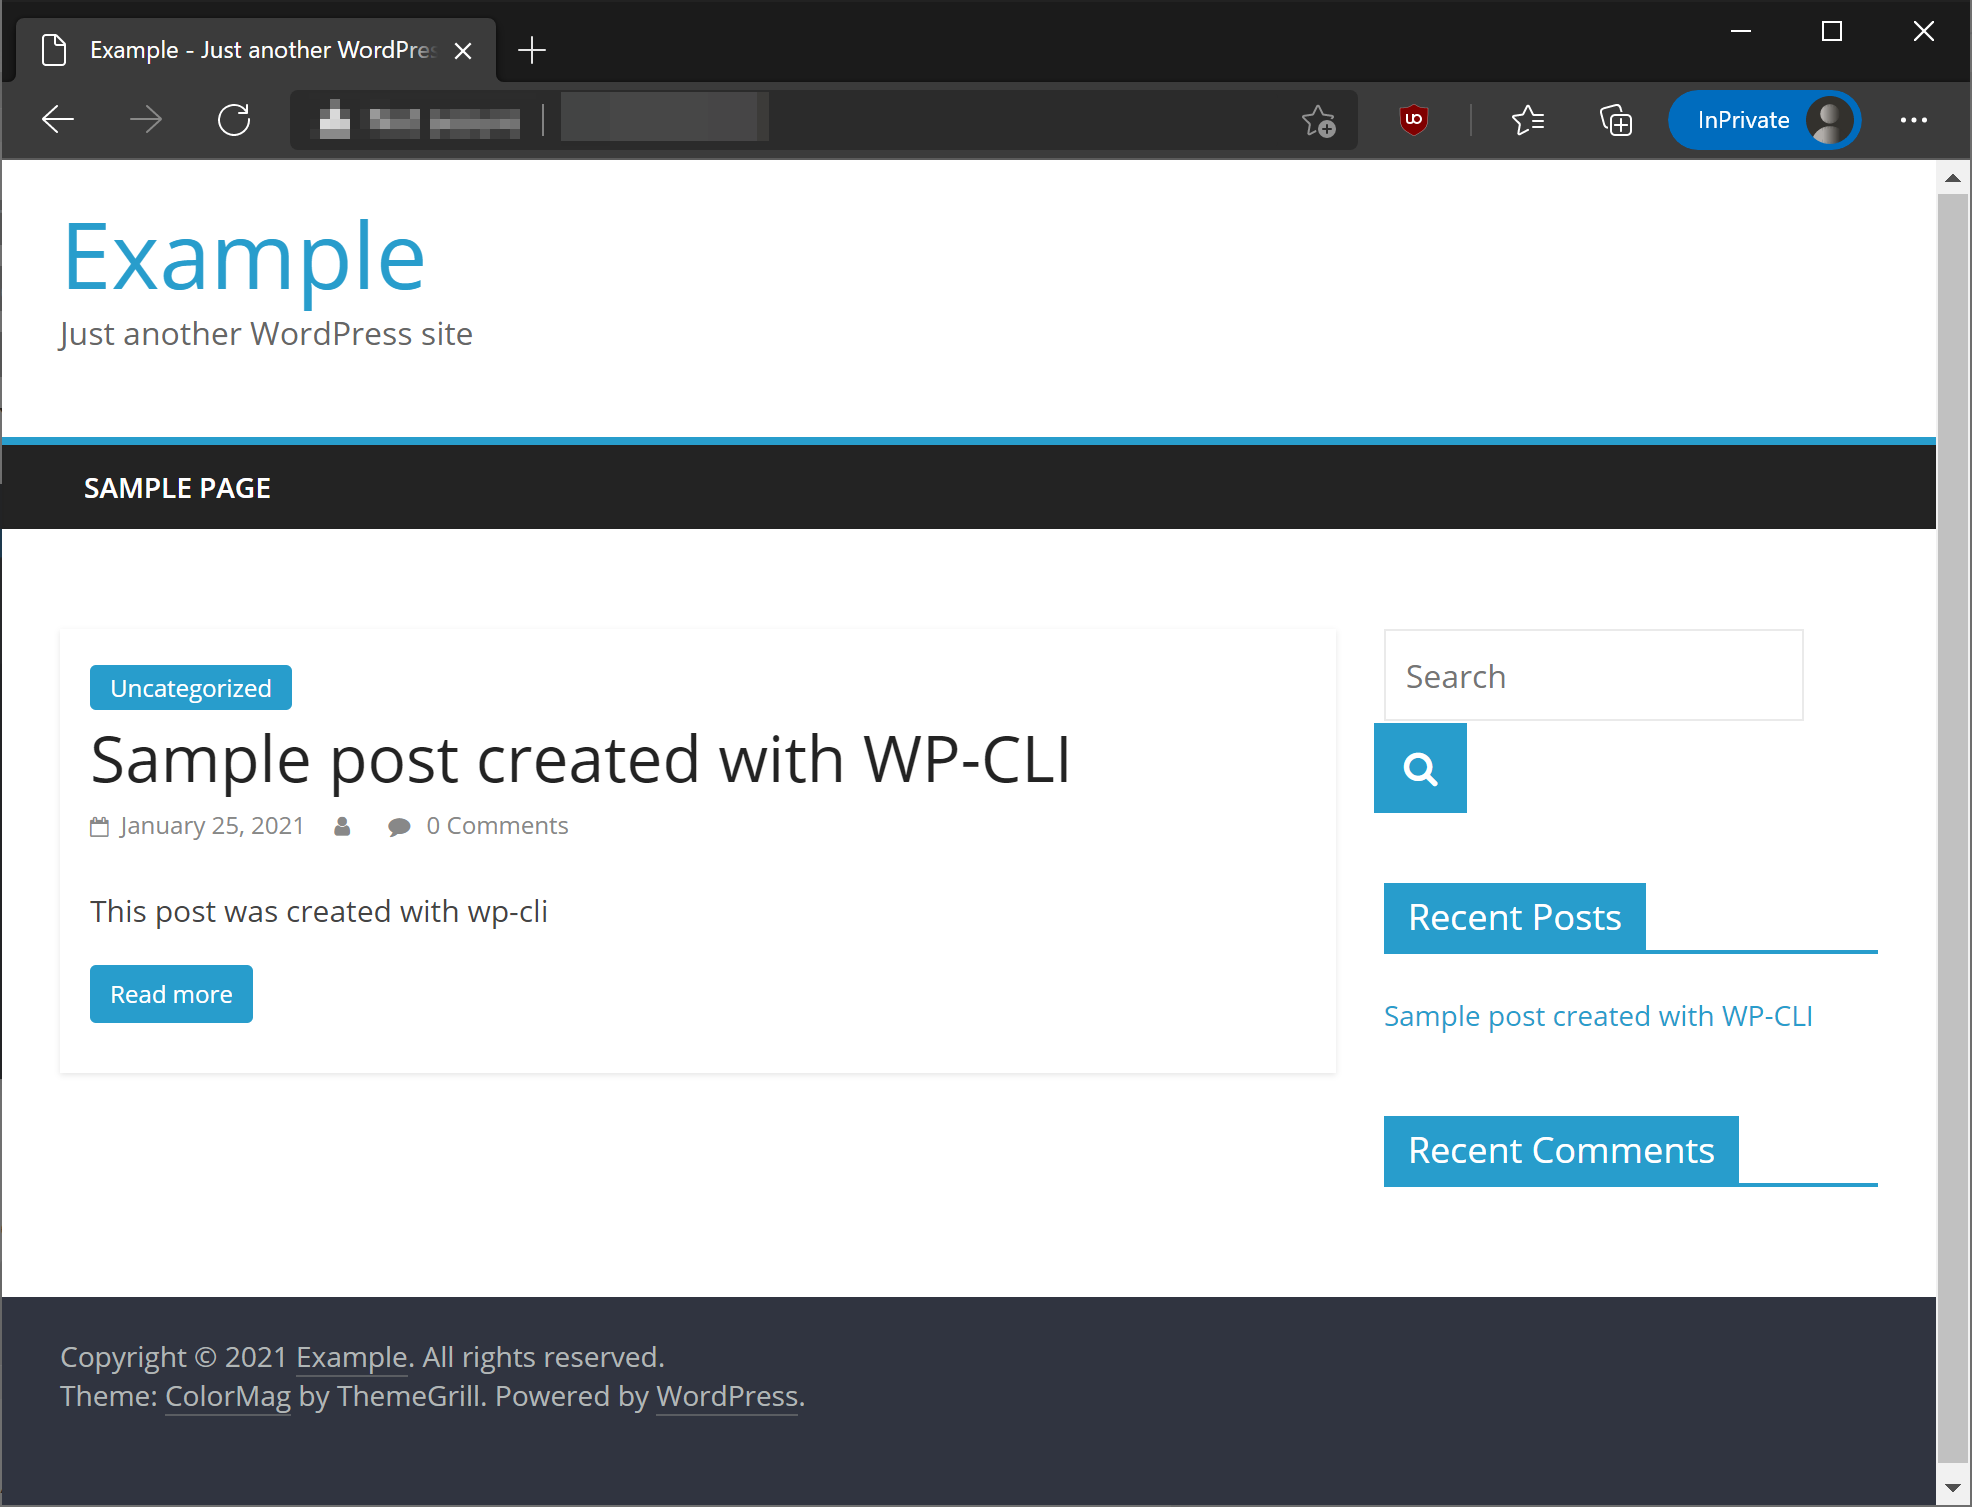 Example - Just another WordPres
InPrivate
Example
Just another WordPress site
SAMPLE PAGE
Uncategorized
Sample post created with WP-CLI
January 25, 2021 0 Comments
This post was created with wp-cli
Read more
Search
Recent Posts
Sample post created with WP-CLI
Recent Comments
Copyright © 2021 Example. All rights reserved.
Theme: ColorMag by ThemeGrill. Powered by WordPress.